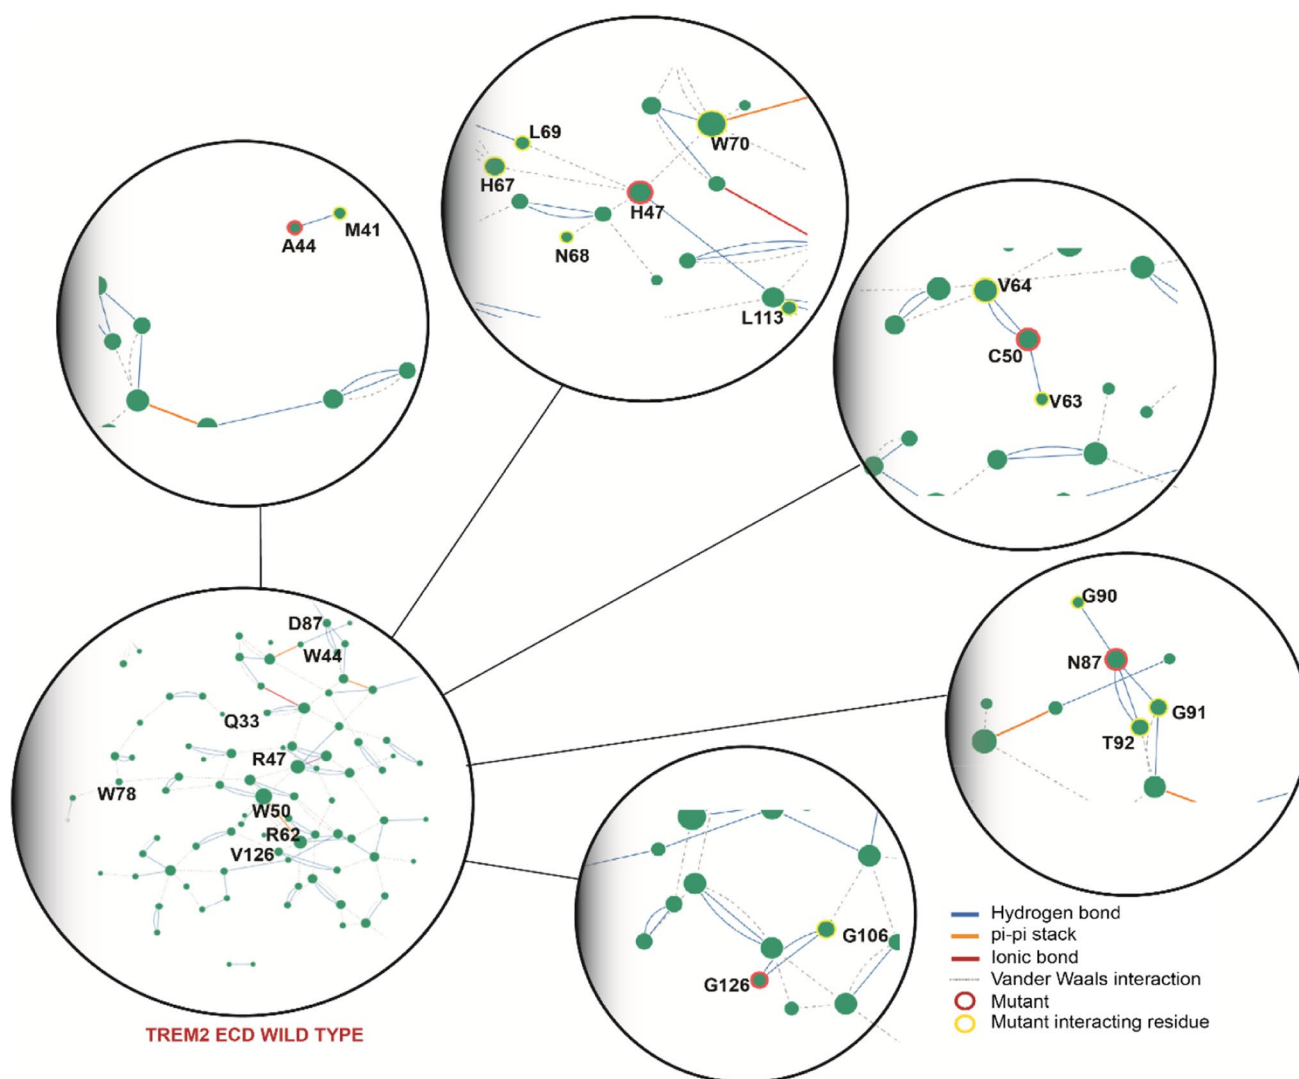 L69
W70
H67
H47
N68
L113
M41
A44
V64
C50
V63
D87
W44
Q33
R47
W78
W50
R62
V126
G90
N87
G91
T92
G106
G126
Hydrogen bond
pi-pi stack
Ionic bond
Vander Waals interaction
Mutant
Mutant interacting residue
TREM2 ECD WILD TYPE